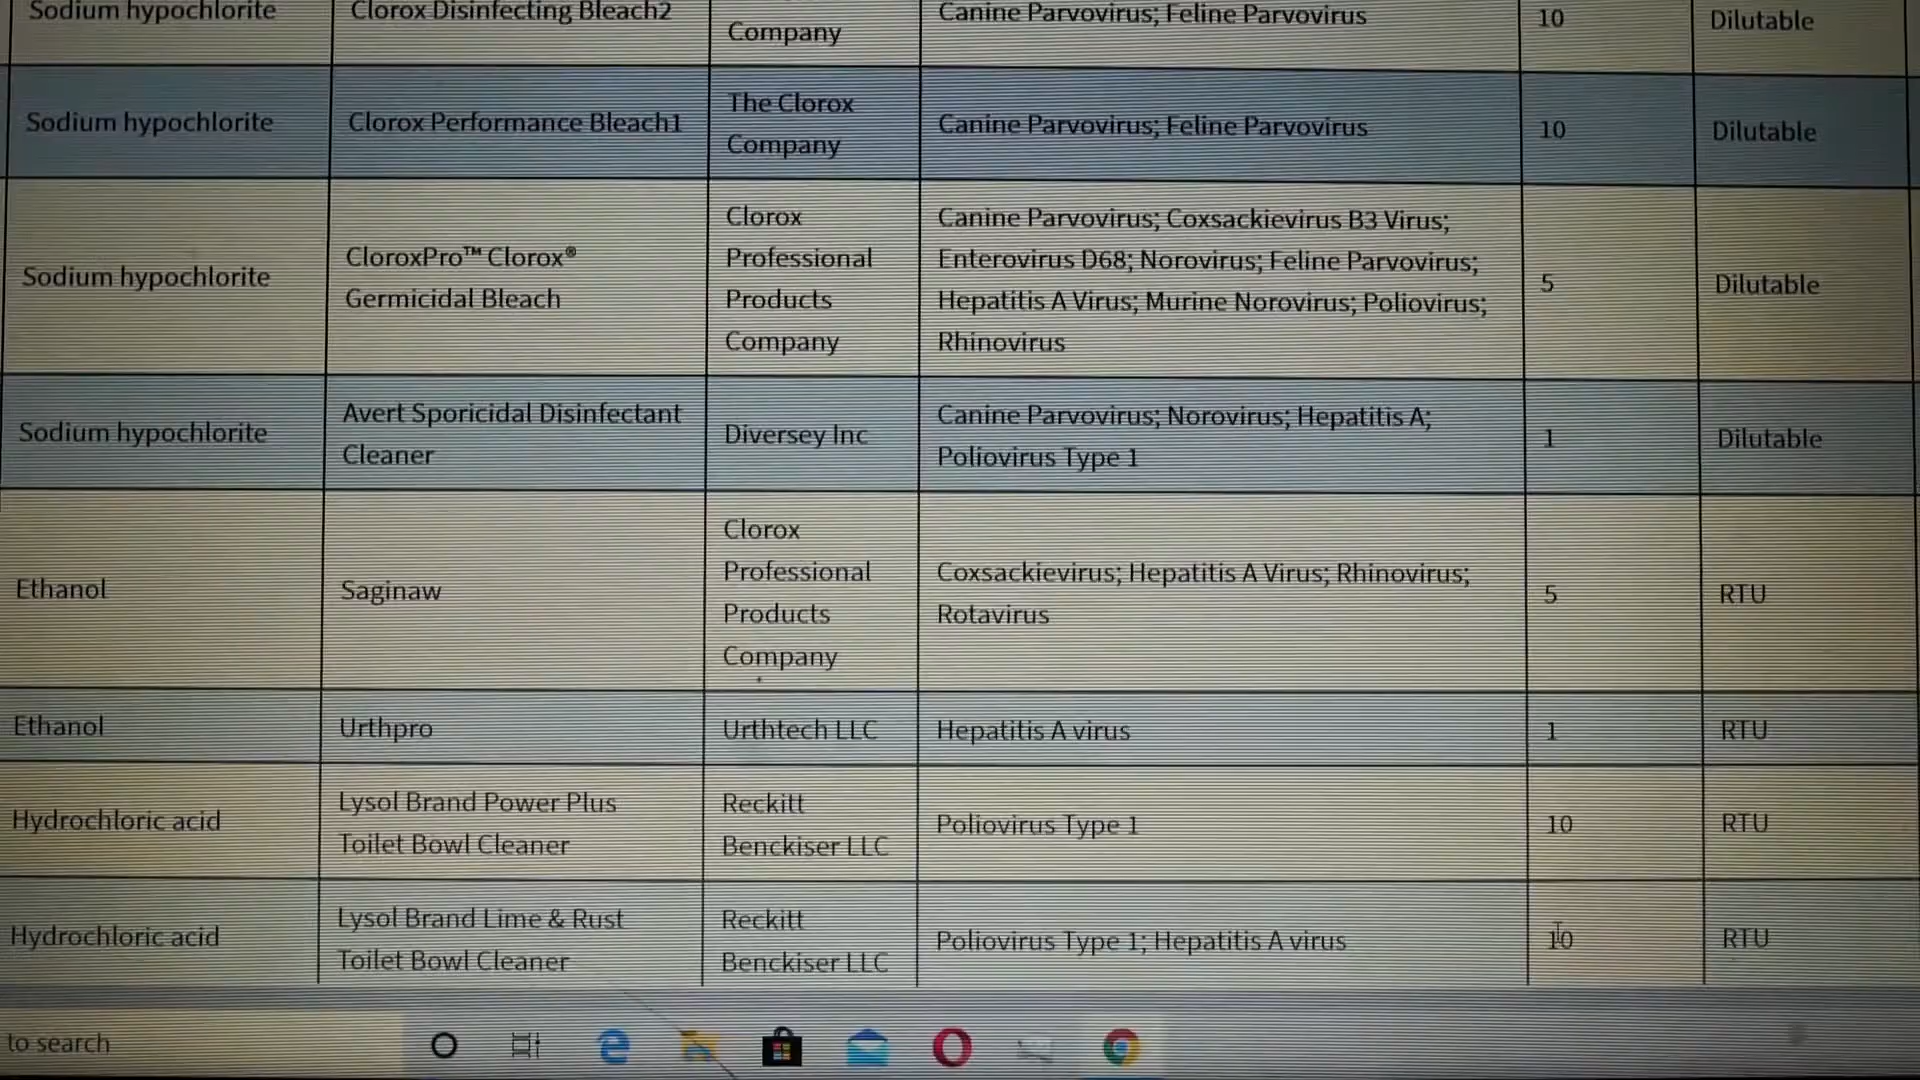 Sodium hypochlorite
Clorox Disinfecting Bleach2
Company
Canine Parvovirus; Feline Parvovirus
10
Dilutable
Sodium hypochlorite
Clorox Performance Bleach1
The Clorox
Company
Canine Parvovirus; Feline Parvovirus
10
Dilutable
Sodium hypochlorite
CloroxPro™ Clorox®
Germicidal Bleach
Clorox
Professional
Products
Company
Canine Parvovirus; Coxsackievirus B3 Virus;
Enterovirus D68; Norovirus; Feline Parvovirus;
Hepatitis A Virus; Murine Norovirus; Poliovirus;
Rhinovirus
5
Dilutable
Sodium hypochlorite
Avert Sporicidal Disinfectant
Cleaner
Diversey Inc
Canine Parvovirus; Norovirus; Hepatitis A;
Poliovirus Type 1
1
Dilutable
Ethanol
Saginaw
Clorox
Professional
Products
Company
Coxsackievirus; Hepatitis A Virus; Rhinovirus;
Rotavirus
5
RTU
Ethanol
Urthpro
Urthtech LLC
Hepatitis A virus
1
RTU
Hydrochloric acid
Lysol Brand Power Plus
Toilet Bowl Cleaner
Reckitt
Benckiser LLC
Poliovirus Type 1
10
RTU
Hydrochloric acid
Lysol Brand Lime & Rust
Toilet Bowl Cleaner
Reckitt
Benckiser LLC
Poliovirus Type 1; Hepatitis A virus
10
RTU
to search